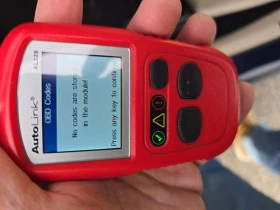 AutoLink®
AL329
OBD Codes
No codes are stored
in the module!
Press any key to conti